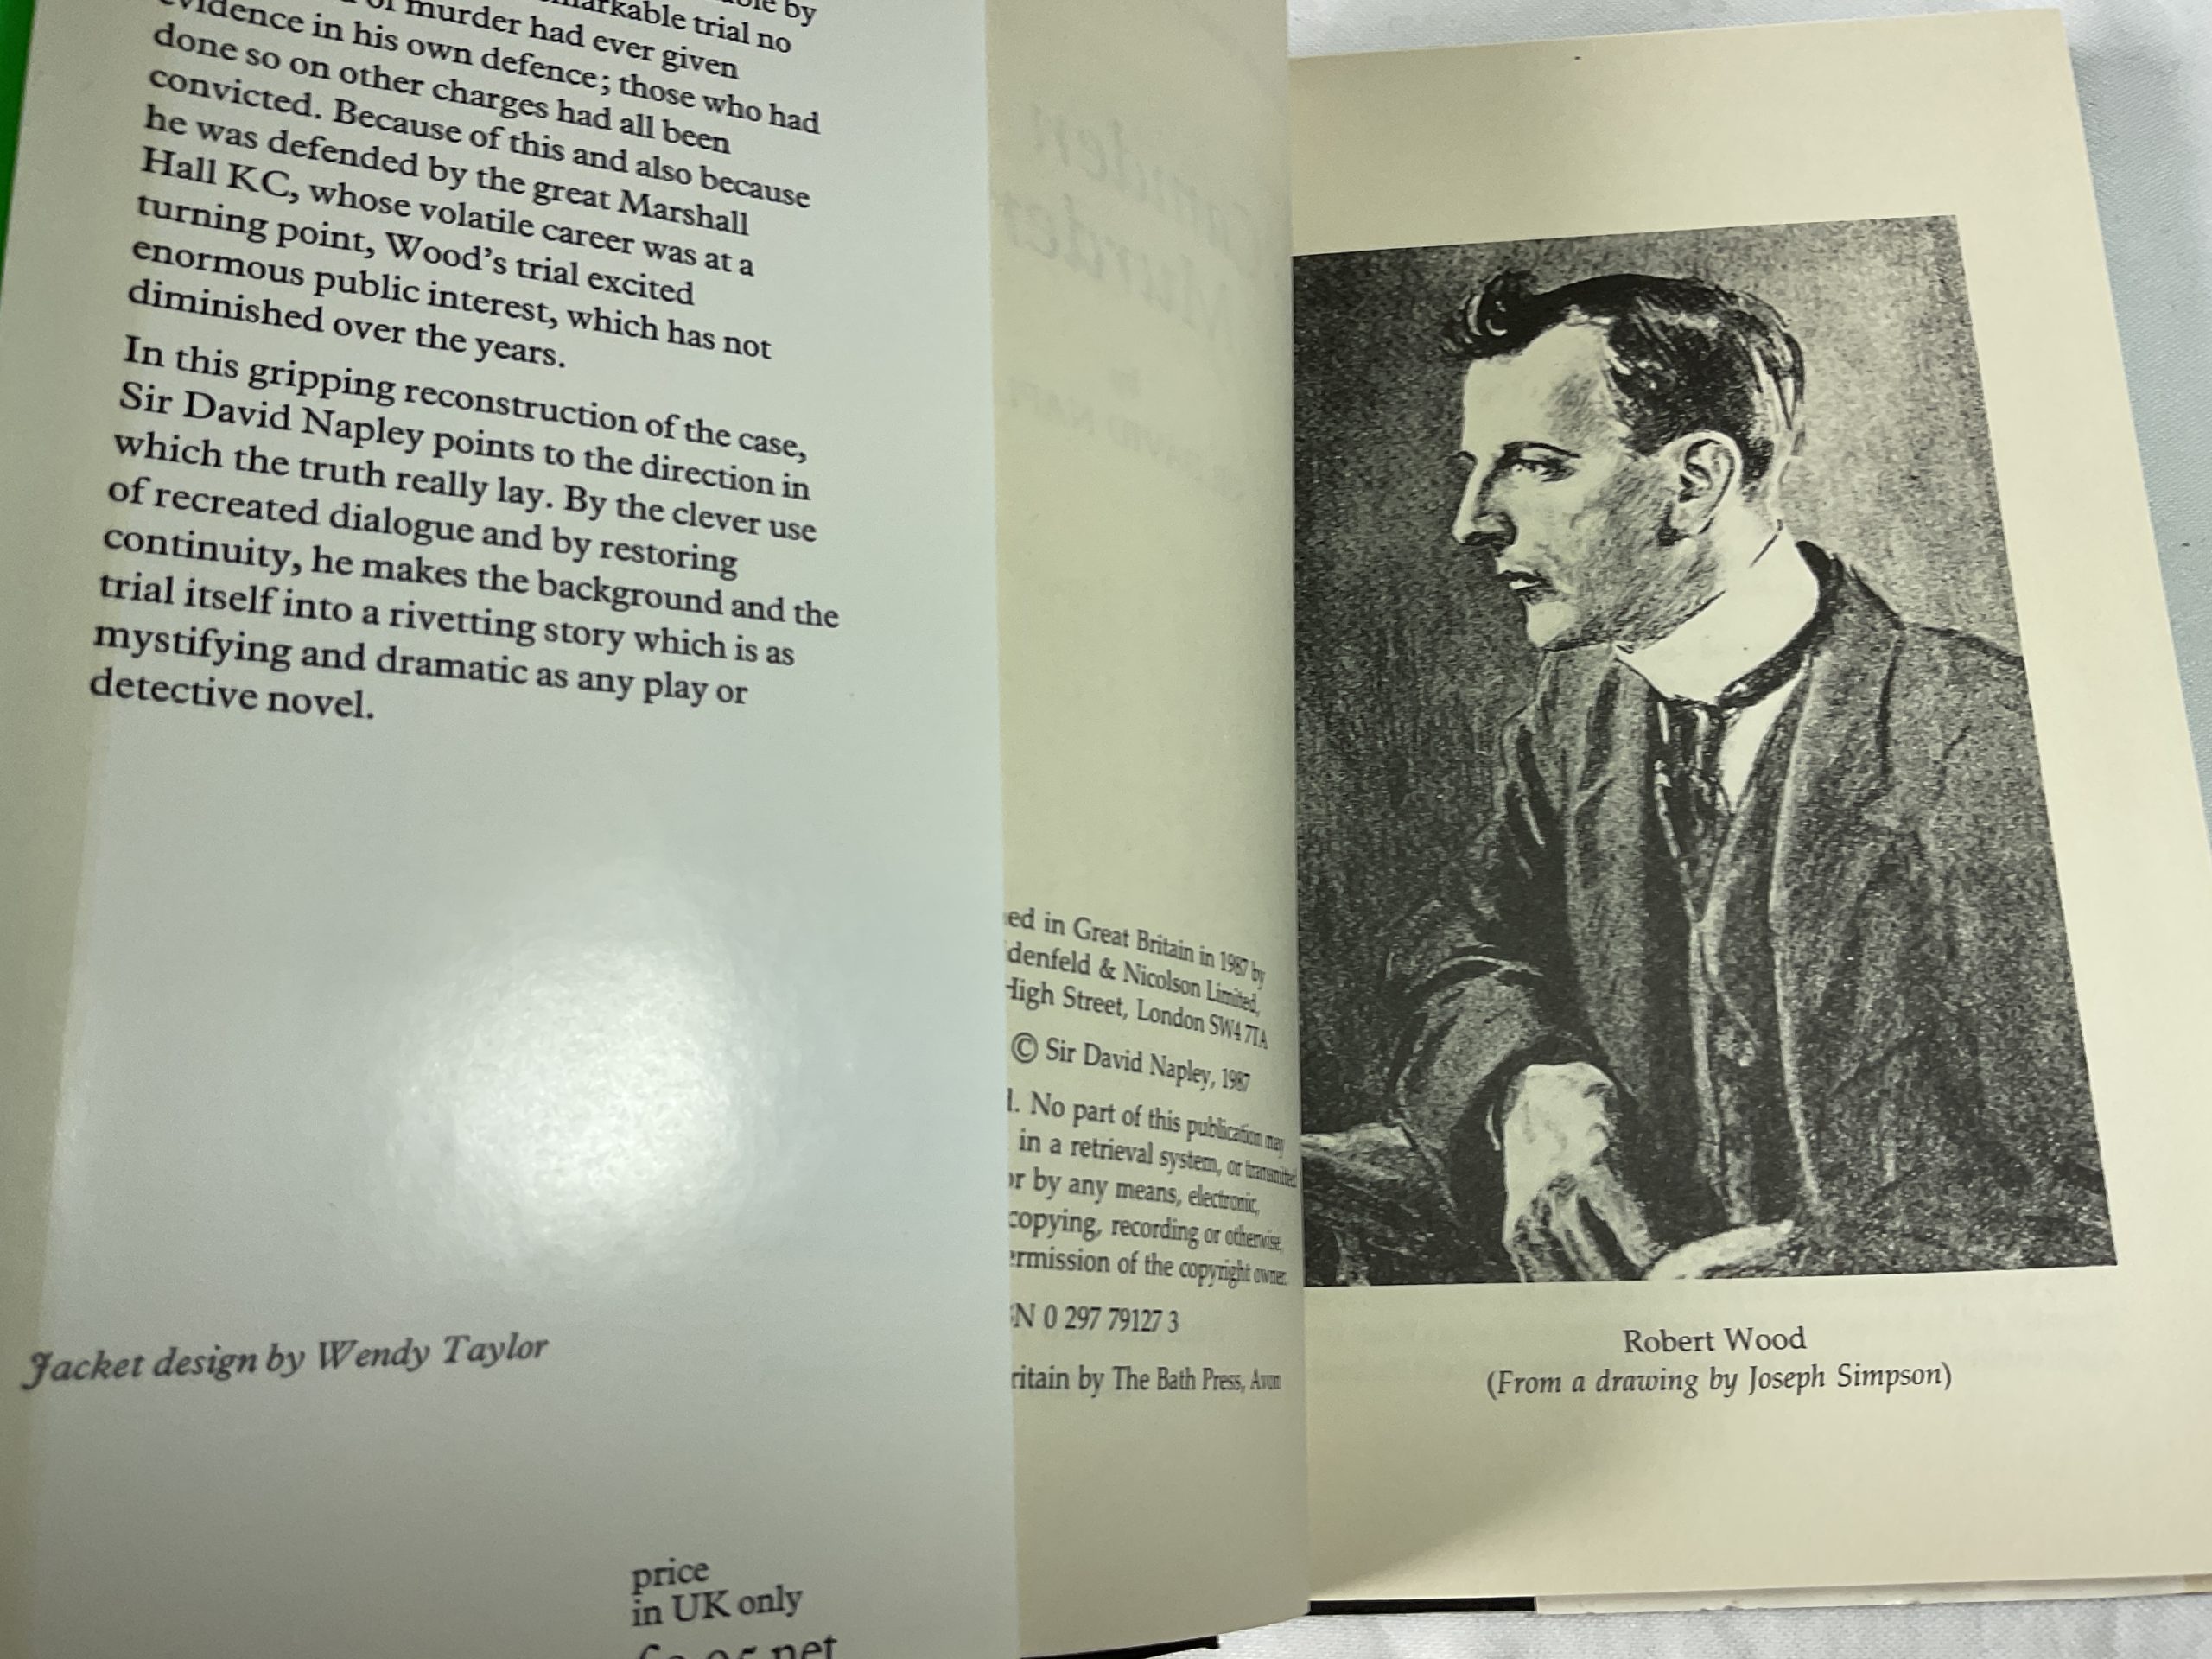 by
remarkable trial no
of murder had ever given
evidence in his own defence; those who had
done so on other charges had all been
convicted. Because of this and also because
he was defended by the great Marshall
Hall KC, whose volatile career was at a
turning point, Wood's trial excited
enormous public interest, which has not
diminished over the years.
In this gripping reconstruction of the case,
Sir David Napley points to the direction in
which the truth really lay. By the clever use
of recreated dialogue and by restoring
continuity, he makes the background and the
trial itself into a rivetting story which is as
mystifying and dramatic as any play or
detective novel.
Jacket design by Wendy Taylor
price
in UK only
net
ed in Great Britain in 1987 by
denfeld & Nicolson Limited,
High Street, London SW4 7TA
© Sir David Napley, 1987
d. No part of this publication may
in a retrieval system, or transmitted
or by any means, electronic,
copying, recording or otherwise,
ermission of the copyright owner.
BN 0 297 79127 3
ritain by The Bath Press, Avon
Robert Wood
(From a drawing by Joseph Simpson)